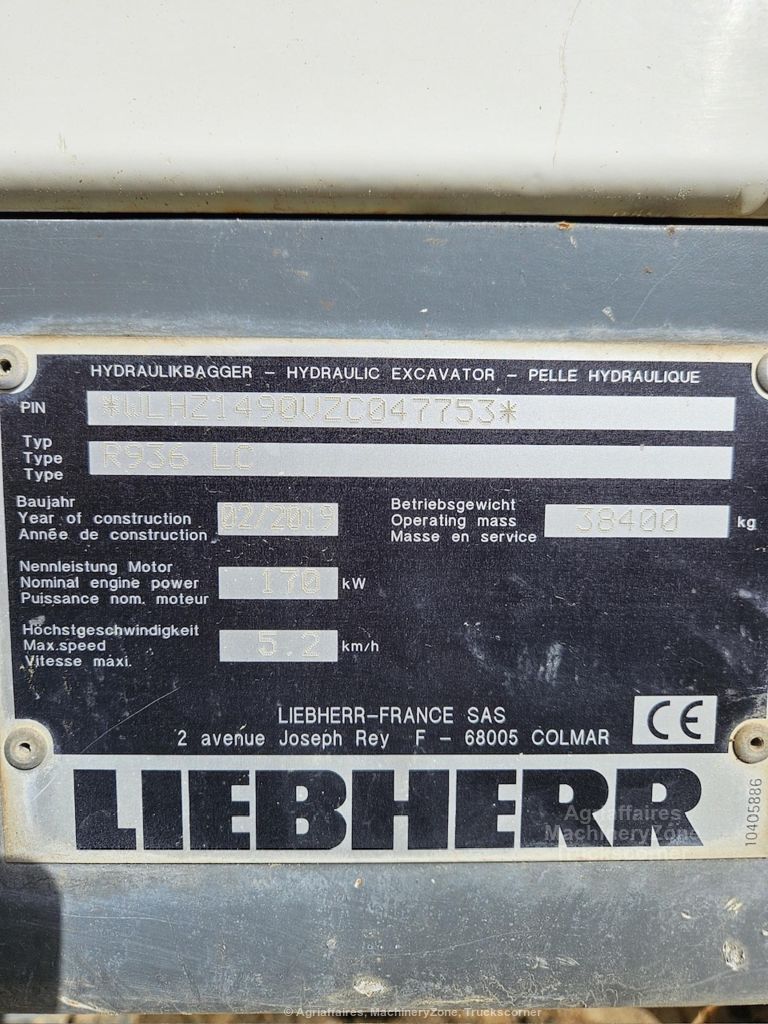 HYDRAULIKBAGGER – HYDRAULIC EXCAVATOR – PELLE HYDRAULIQUE
PIN *WLHZ1490VZC047753*
Typ
Type R936 LC
Type
Baujahr
Year of construction 02/2019
Année de construction
Betriebsgewicht
Operating mass 38400 kg
Masse en service
Nennleistung Motor
Nominal engine power 170 kW
Puissance nom. moteur
Höchstgeschwindigkeit
Max.speed 5.2 km/h
Vitesse maxi.
LIEBHERR–FRANCE SAS
2 avenue Joseph Rey F – 68005 COLMAR
CE
LIEBHERR
10405886
Agriaffaires
MachineryZone
Truckscorner
© Agriaffaires, MachineryZone, Truckscorner